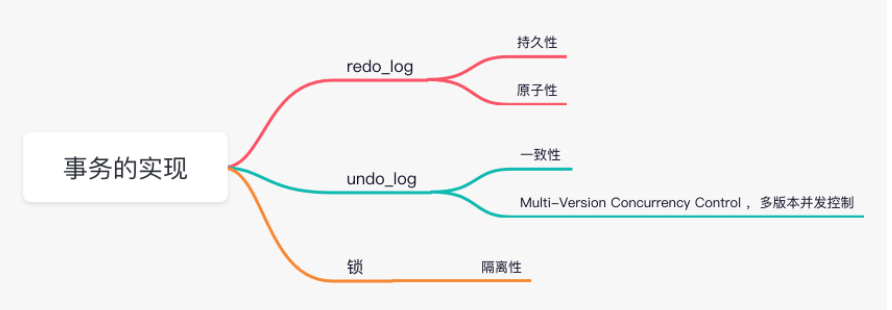 事务的实现
redo_log
持久性
原子性
undo_log
一致性
Multi-Version Concurrency Control ，多版本并发控制
锁
隔离性